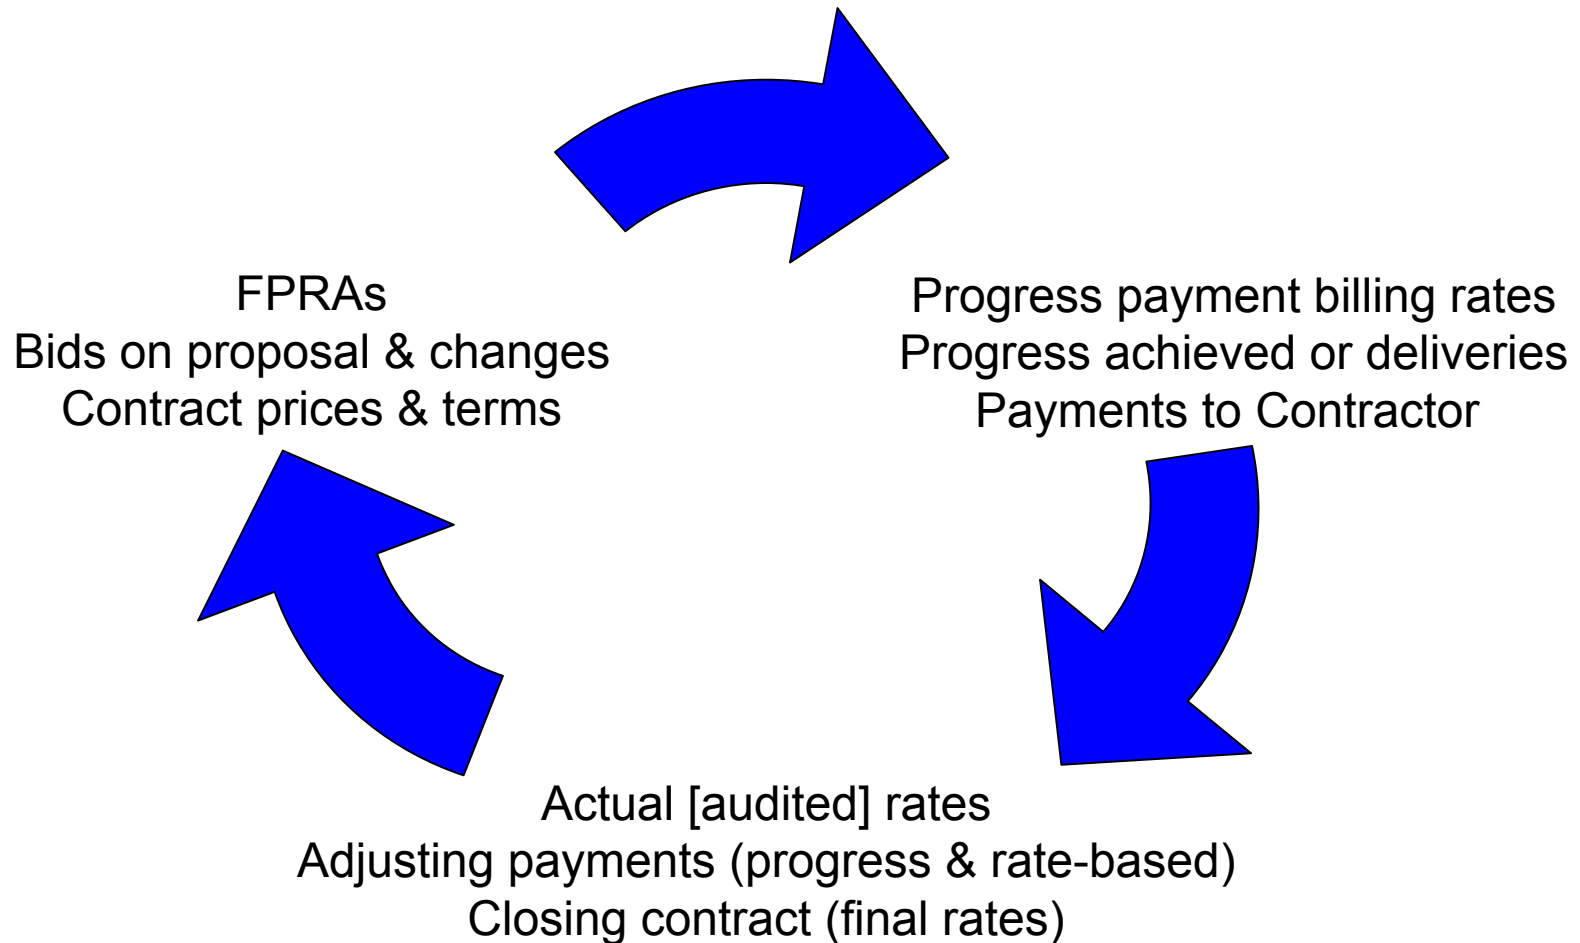 FPRAs
Bids on proposal & changes
Contract prices & terms
Progress payment billing rates
Progress achieved or deliveries
Payments to Contractor
Actual [audited] rates
Adjusting payments (progress & rate-based)
Closing contract (final rates)